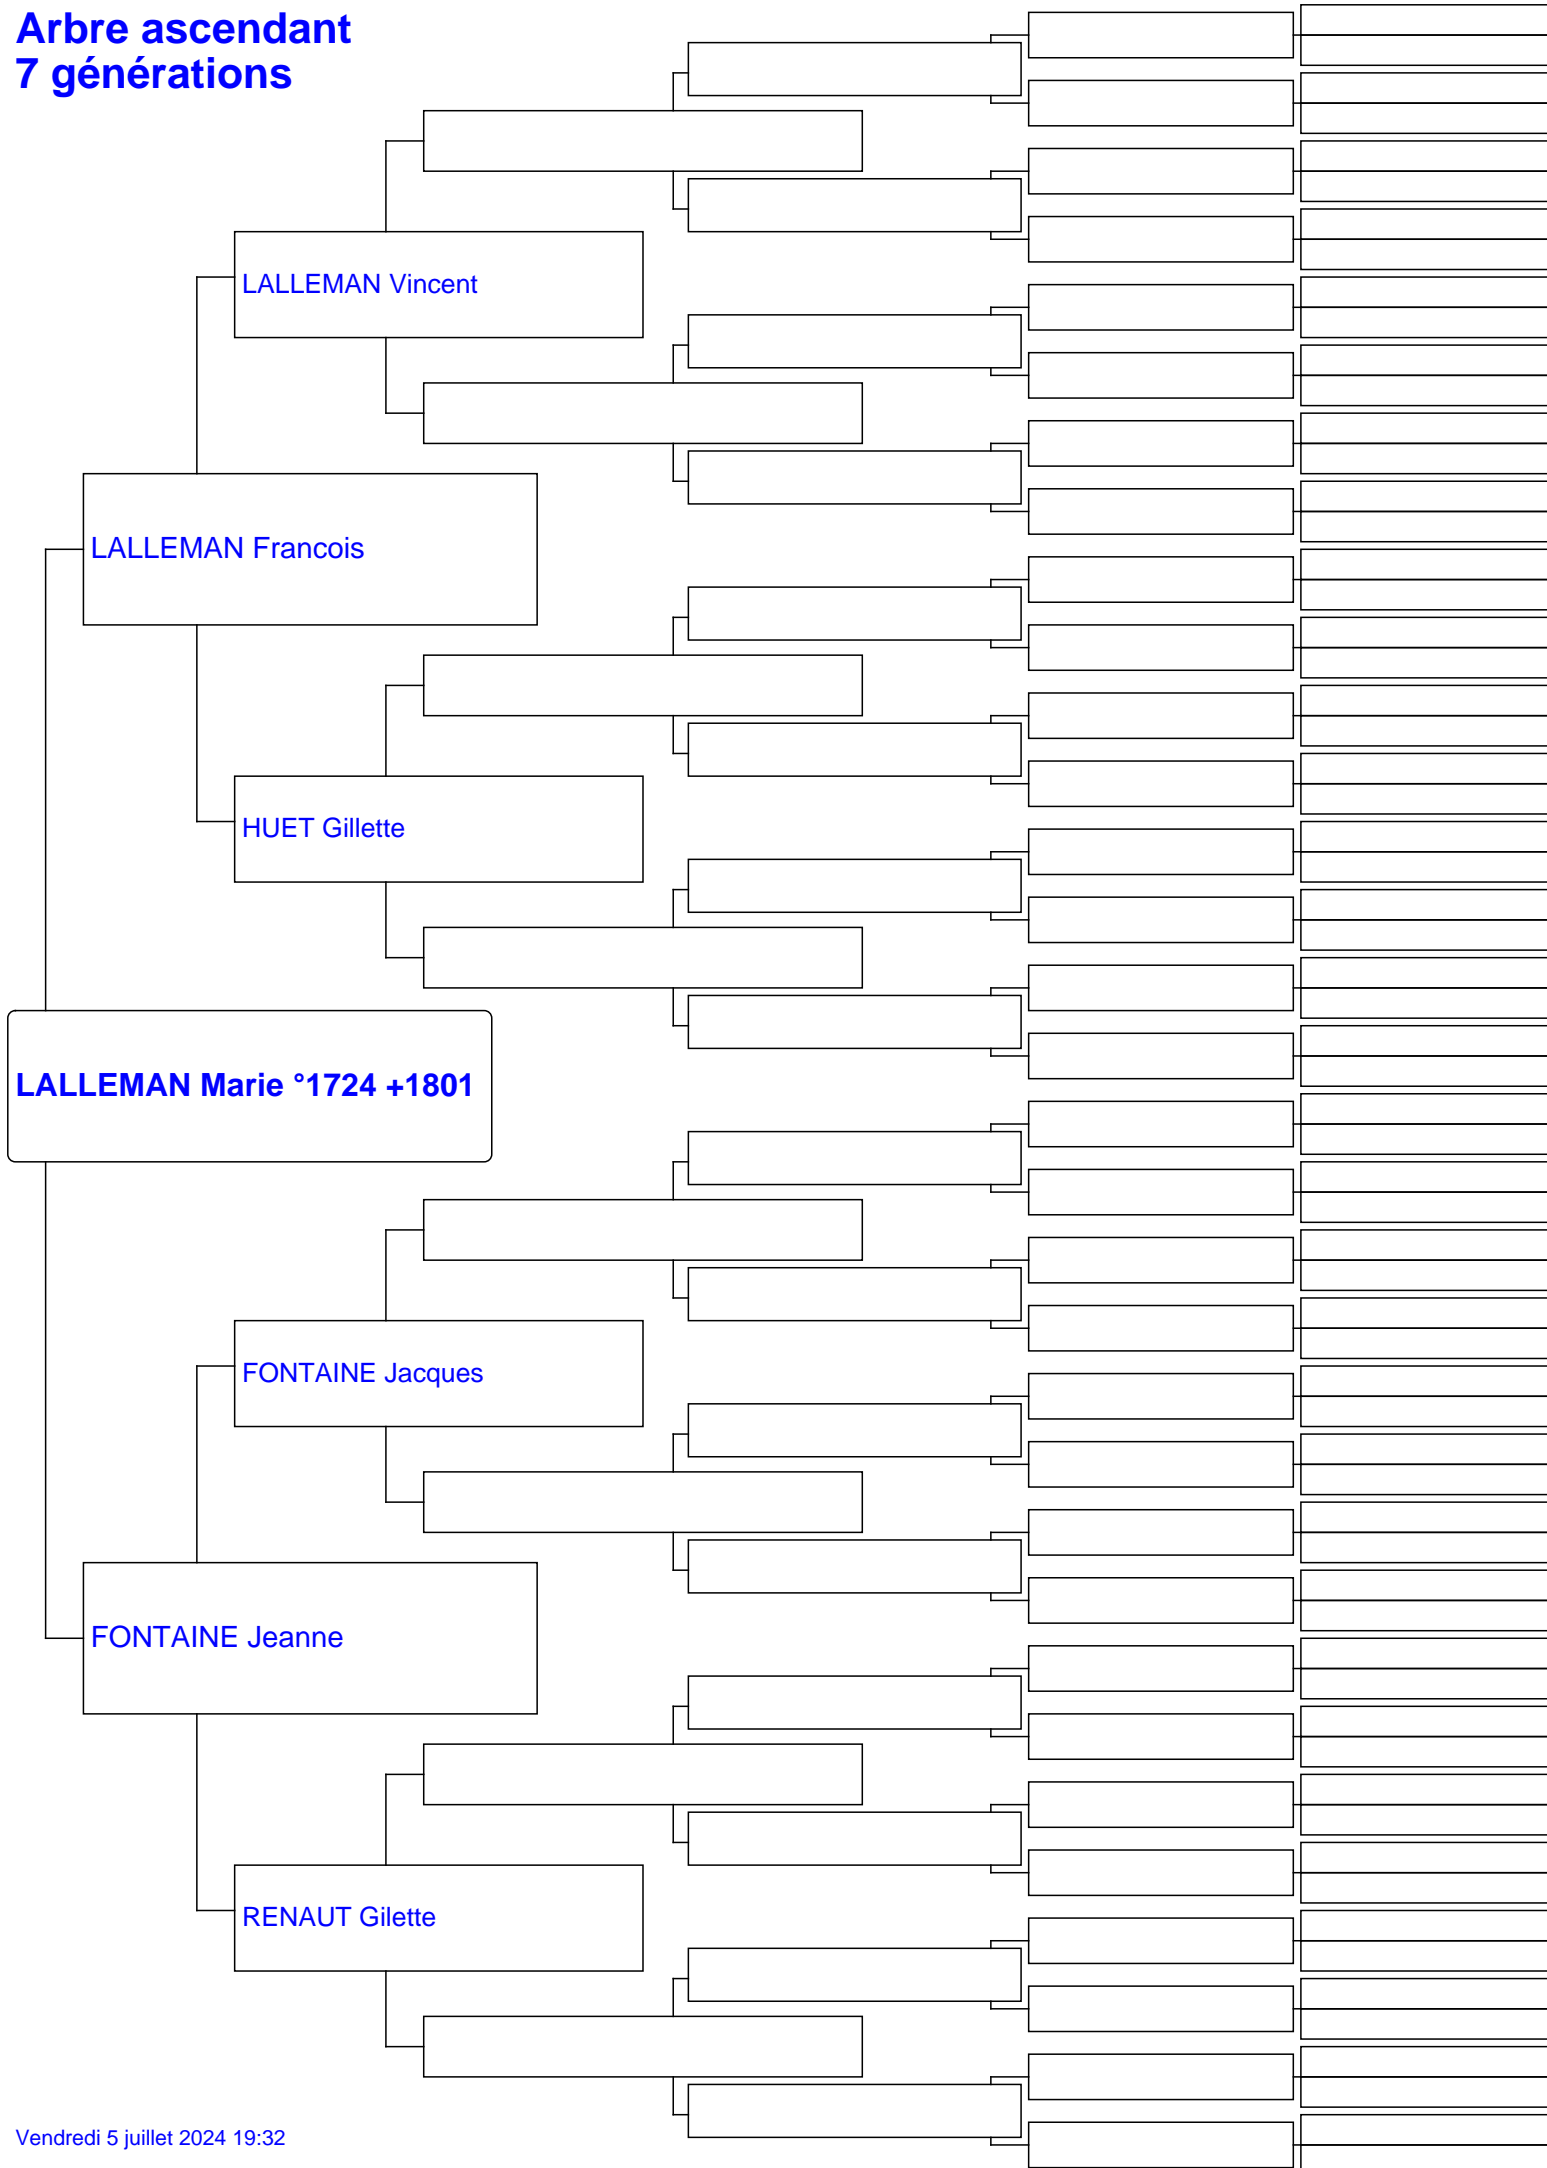 Arbre ascendant
7 générations
LALLEMAN Vincent
LALLEMAN Francois
HUET Gillette
LALLEMAN Marie °1724 +1801
FONTAINE Jacques
FONTAINE Jeanne
RENAUT Gilette
Vendredi 5 juillet 2024 19:32